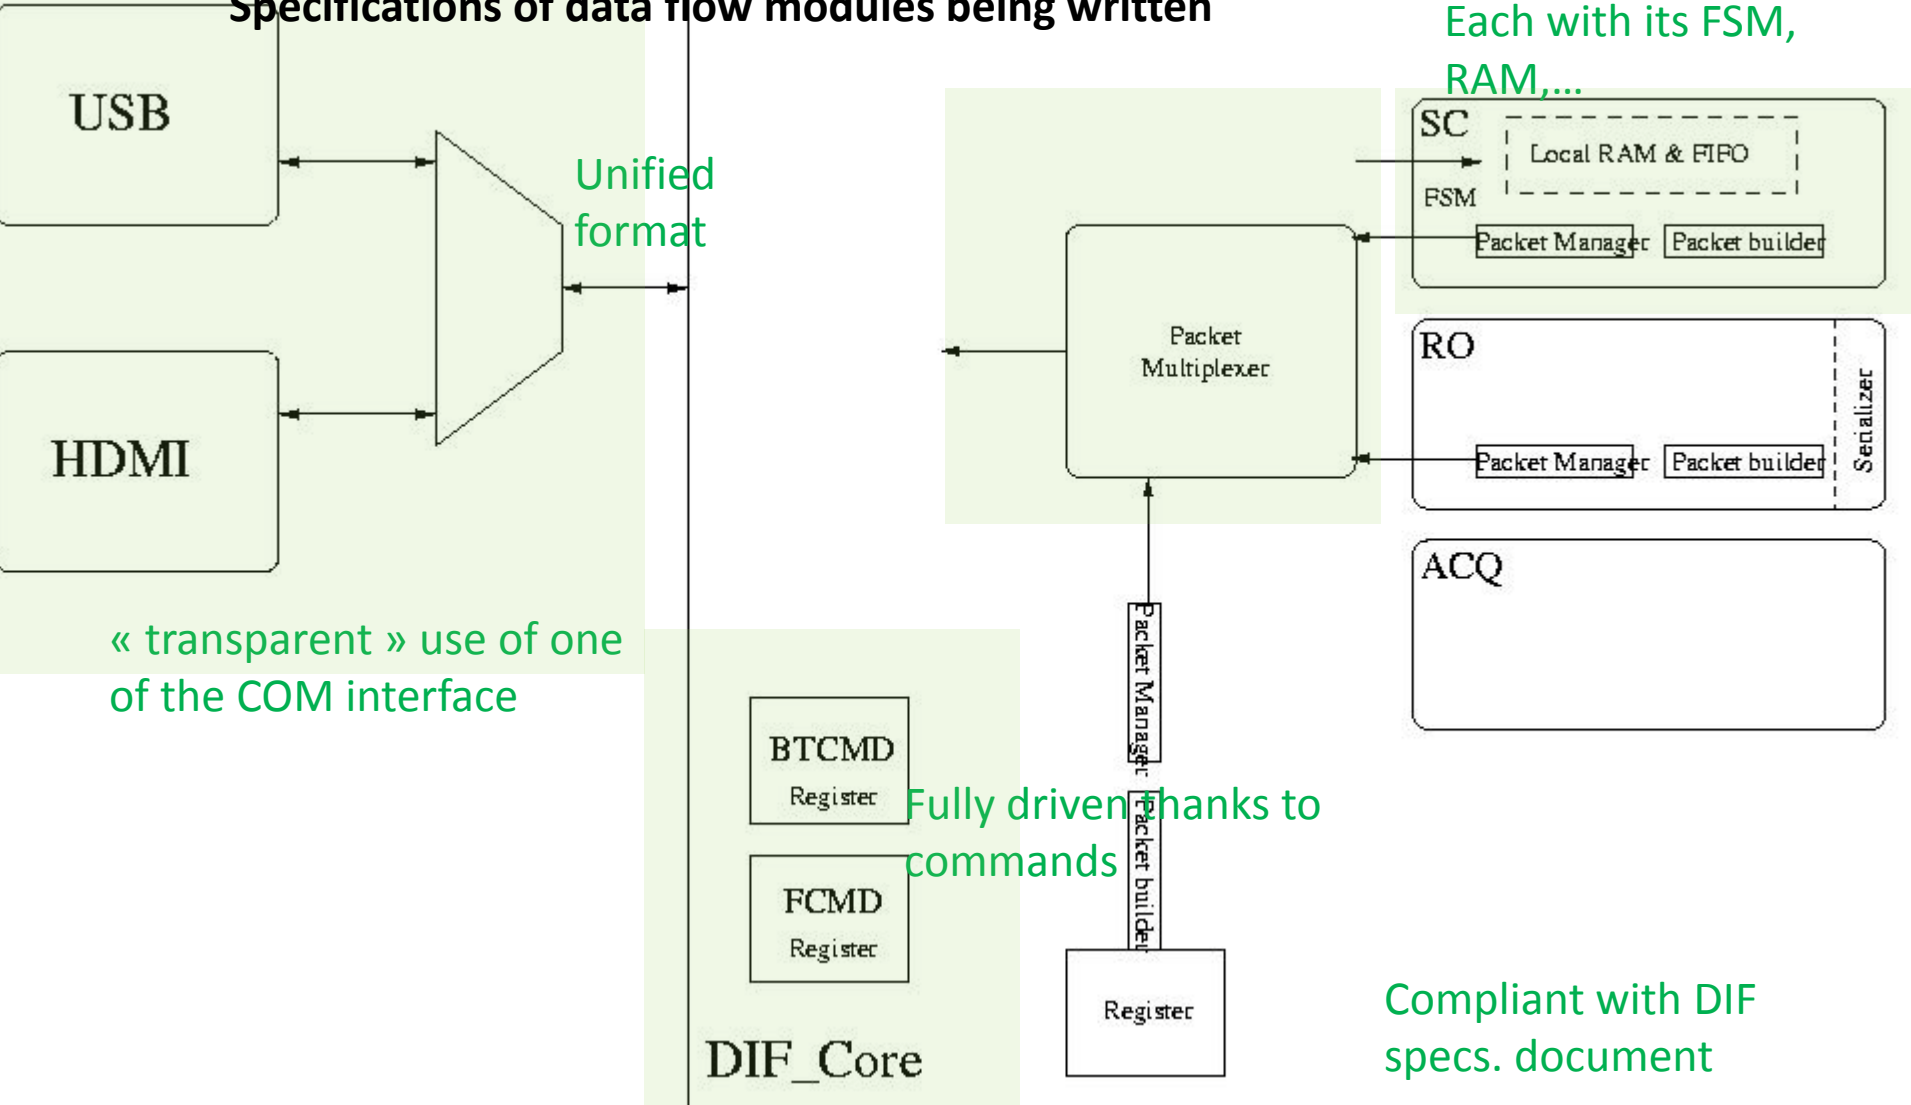 Specifications of data flow modules being written
Each with its FSM,
RAM,...
USB
Unified
format
HDMI
« transparent » use of one
of the COM interface
SC
Local RAM & FIFO
FSM
Packet Manager
Packet builder
Packet
Multiplexer
RO
Packet Manager
Packet builder
Serializer
ACQ
Packet Manager
Packet builder
BTCMD
Register
Fully driven thanks to
commands
FCMD
Register
Register
DIF_Core
Compliant with DIF
specs. document